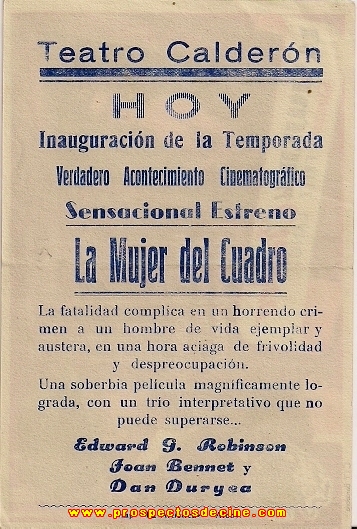 Teatro Calderón
HOY
Inauguración de la Temporada
Verdadero Acontecimiento Cinematográfico
Sensacional Estreno
La Mujer del Cuadro
La fatalidad complica en un horrendo cri-
men a un hombre de vida ejemplar y
austera, en una hora aciaga de frivolidad
y despreocupación.
Una soberbia película magníficamente lo-
grada, con un trio interpretativo que no
puede superarse...
Edward G. Robinson
Joan Bennet y
Dan Duryea
www.prospectosdecine.com